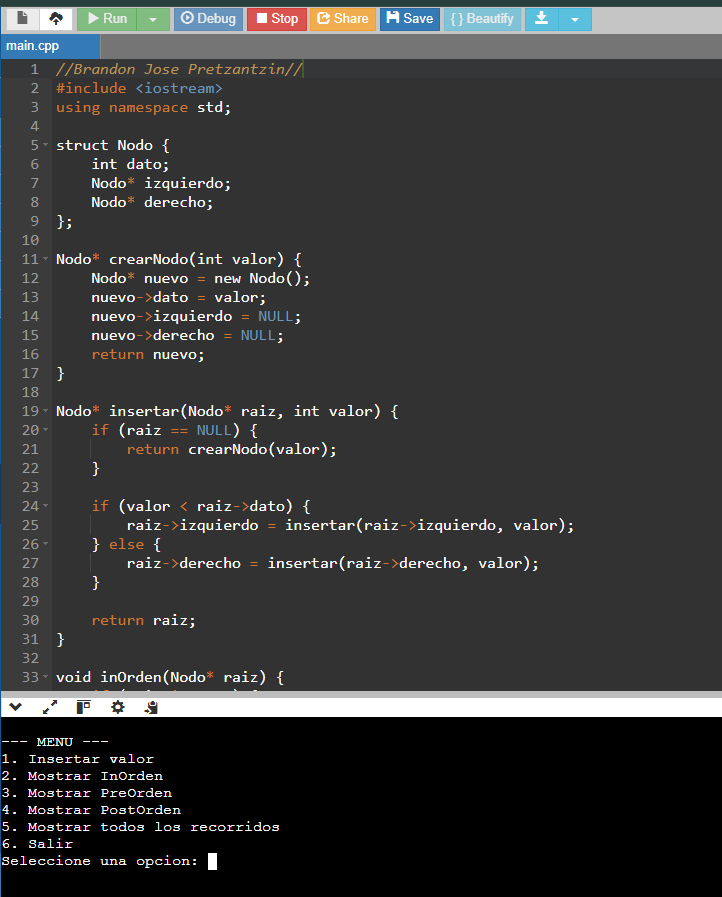 Run Debug Stop Share Save { } Beautify
main.cpp
1 //Brandon Jose Pretzantzin//
2 #include <iostream>
3 using namespace std;
4
5 struct Nodo {
6     int dato;
7     Nodo* izquierdo;
8     Nodo* derecho;
9 };
10
11 Nodo* crearNodo(int valor) {
12     Nodo* nuevo = new Nodo();
13     nuevo->dato = valor;
14     nuevo->izquierdo = NULL;
15     nuevo->derecho = NULL;
16     return nuevo;
17 }
18
19 Nodo* insertar(Nodo* raiz, int valor) {
20     if (raiz == NULL) {
21         return crearNodo(valor);
22     }
23
24     if (valor < raiz->dato) {
25         raiz->izquierdo = insertar(raiz->izquierdo, valor);
26     } else {
27         raiz->derecho = insertar(raiz->derecho, valor);
28     }
29
30     return raiz;
31 }
32
33 void inOrden(Nodo* raiz) {
--- MENU ---
1. Insertar valor
2. Mostrar InOrden
3. Mostrar PreOrden
4. Mostrar PostOrden
5. Mostrar todos los recorridos
6. Salir
Seleccione una opcion: